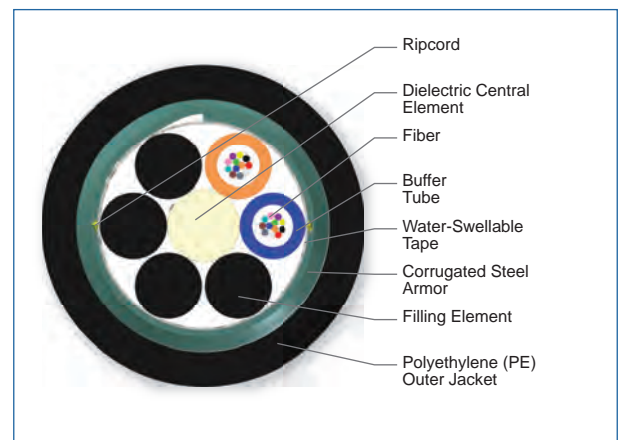 Ripcord
Dielectric Central
Element
Fiber
Buffer
Tube
Water-Swellable
Tape
Corrugated Steel
Armor
Filling Element
Polyethylene (PE)
Outer Jacket